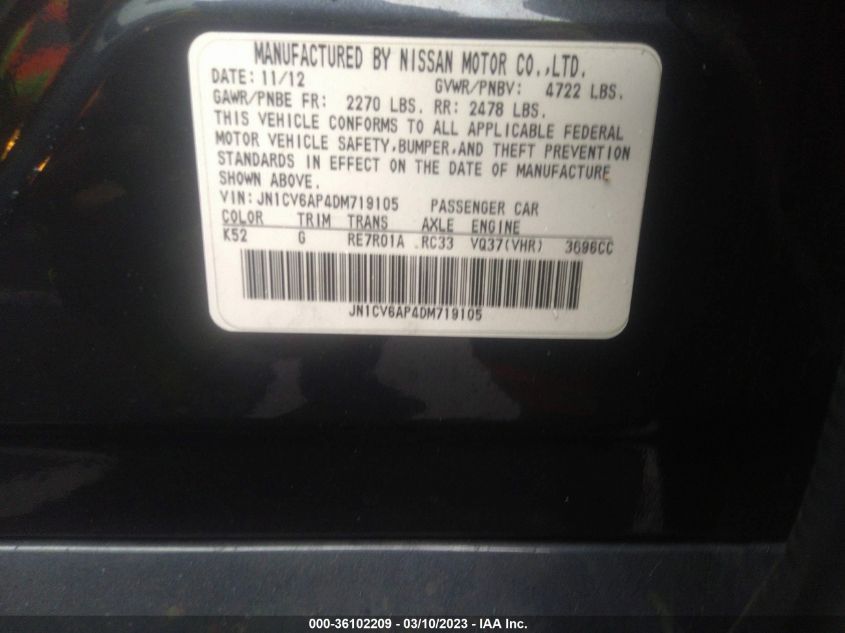 MANUFACTURED BY NISSAN MOTOR CO.,LTD.
DATE: 11/12 GVWR/PNBV: 4722 LBS.
GAWR/PNBE FR: 2270 LBS. RR: 2478 LBS.
THIS VEHICLE CONFORMS TO ALL APPLICABLE FEDERAL
MOTOR VEHICLE SAFETY,BUMPER,AND THEFT PREVENTION
STANDARDS IN EFFECT ON THE DATE OF MANUFACTURE
SHOWN ABOVE.
VIN: JN1CV6AP4DM719105 PASSENGER CAR
COLOR TRIM TRANS AXLE ENGINE
K52 G RE7R01A RC33 VQ37(VHR) 3696CC
JN1CV6AP4DM719105
000-36102209 - 03/10/2023 - IAA Inc.